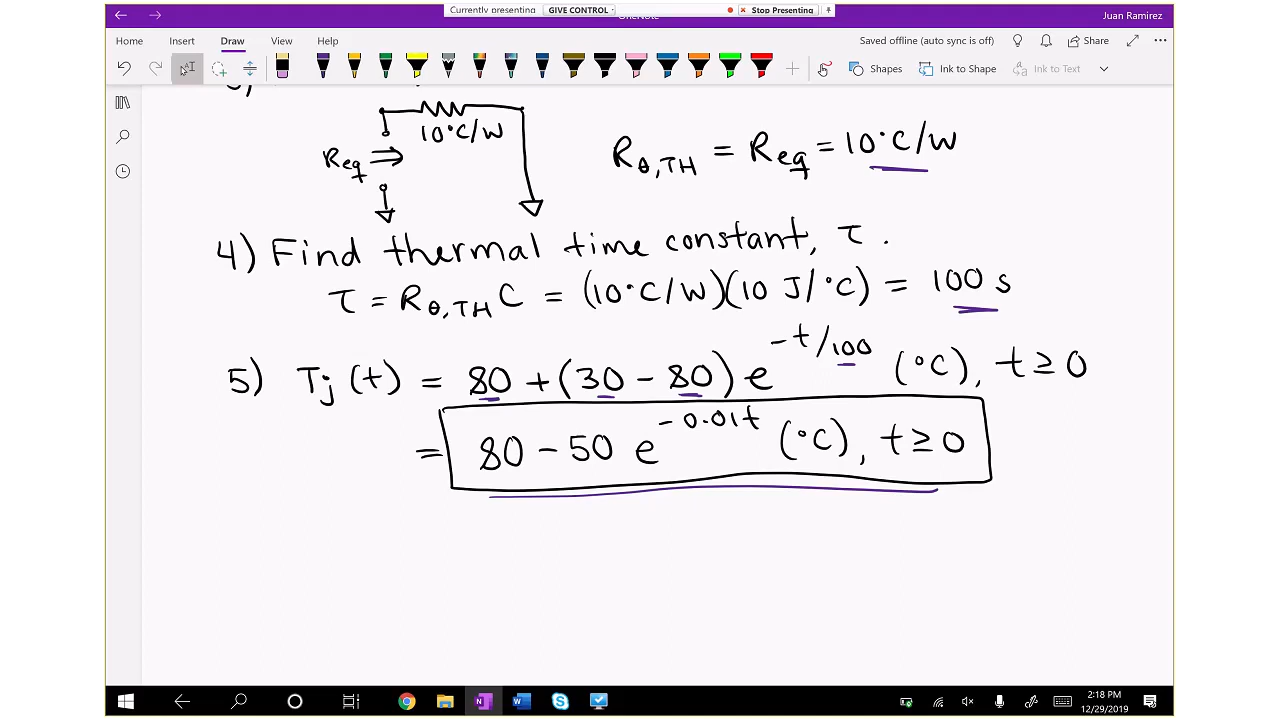 Currently presenting GIVE CONTROL Stop Presenting
OneNote
Juan Ramirez
Home Insert Draw View Help
Saved offline (auto sync is off) Share
Shapes Ink to Shape Ink to Text
10°C/W
Req ⇒
Rθ,TH = Req = 10°C/W
4) Find thermal time constant, τ.
τ = Rθ,TH C = (10°C/W)(10 J/°C) = 100 s
5) Tj(t) = 80 + (30 - 80) e^-t/100 (°C), t ≥ 0
= 80 - 50 e^-0.01t (°C), t ≥ 0
2:18 PM
12/29/2019